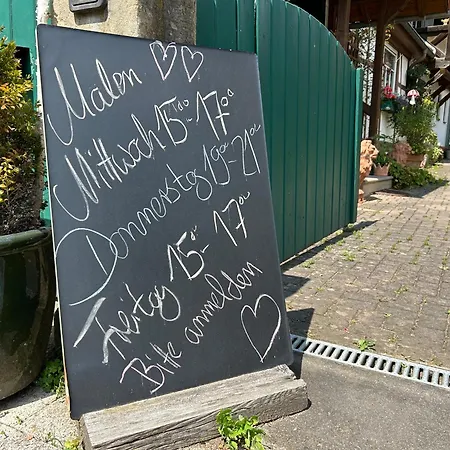 Malen
Mittwoch 15⁰⁰-17⁰⁰
Donnerstag 19⁰⁰-21⁰⁰
Freitag 15⁰⁰-17⁰⁰
Bitte anmelden